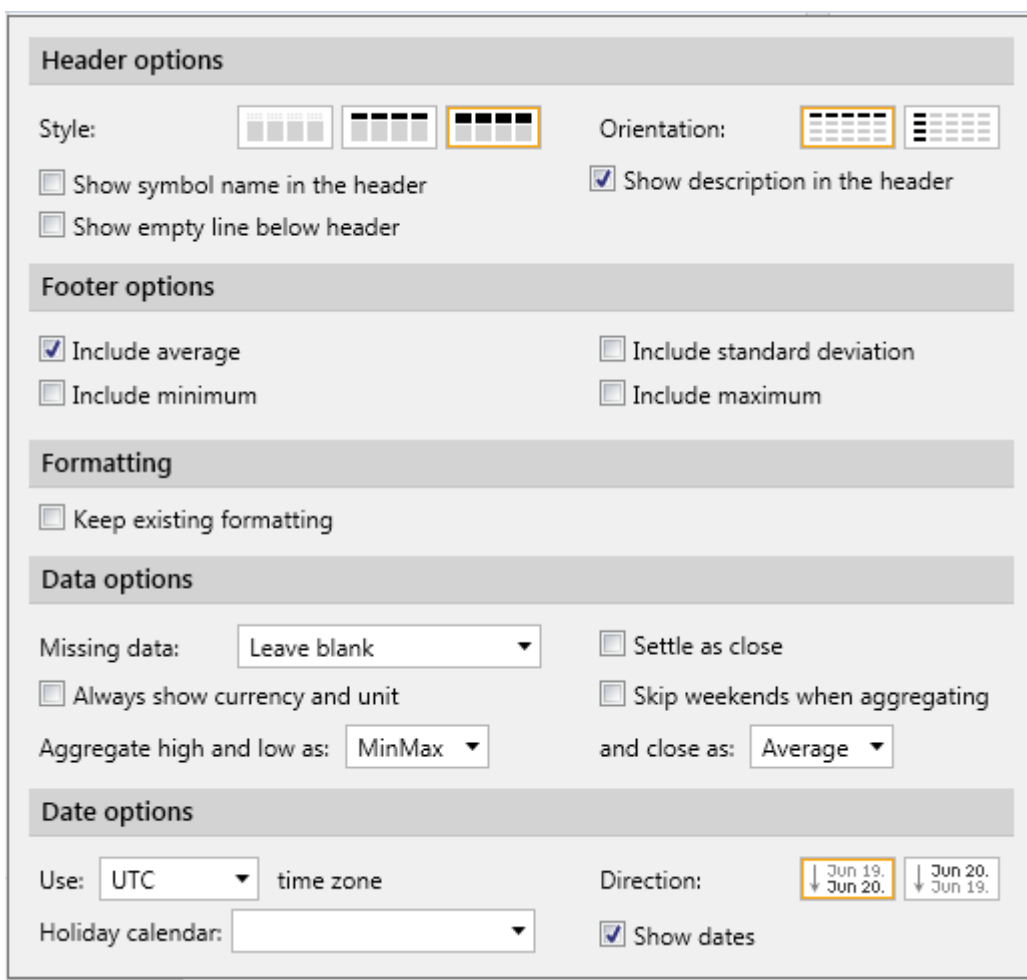 Header options
Style:
Orientation:
Show symbol name in the header
Show description in the header
Show empty line below header
Footer options
Include average
Include standard deviation
Include minimum
Include maximum
Formatting
Keep existing formatting
Data options
Missing data: Leave blank
Settle as close
Always show currency and unit
Skip weekends when aggregating
Aggregate high and low as: MinMax
and close as: Average
Date options
Use: UTC time zone
Direction:
Jun 19.
Jun 20.
Jun 20.
Jun 19.
Holiday calendar:
Show dates